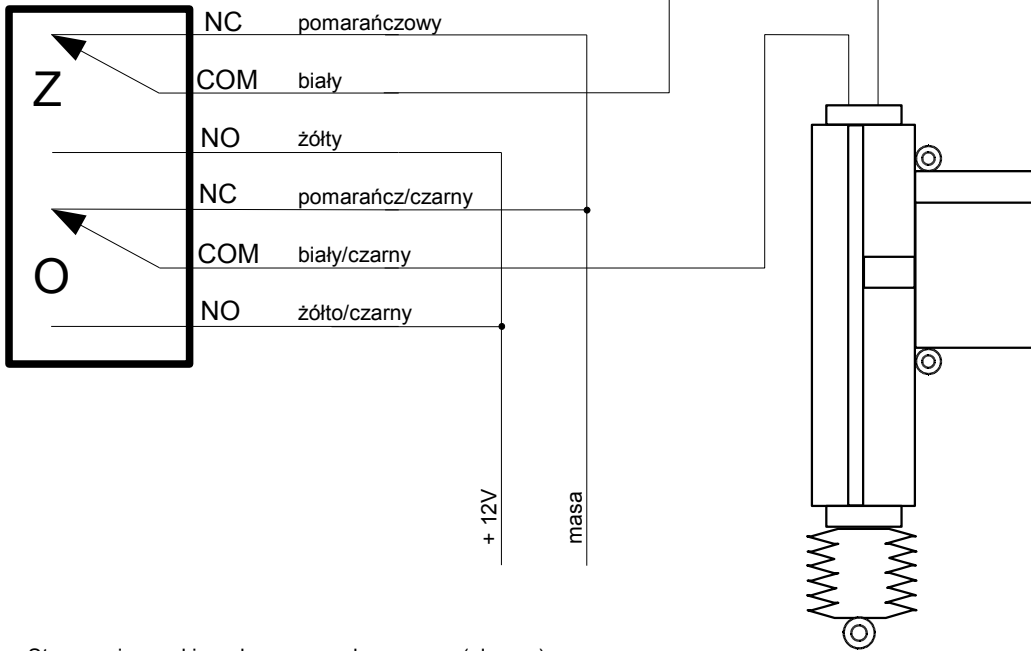 NC pomarańczowy
Z
COM biały
NO żółty
NC pomarańcz/czarny
O
COM biały/czarny
NO żółto/czarny
+ 12V
masa